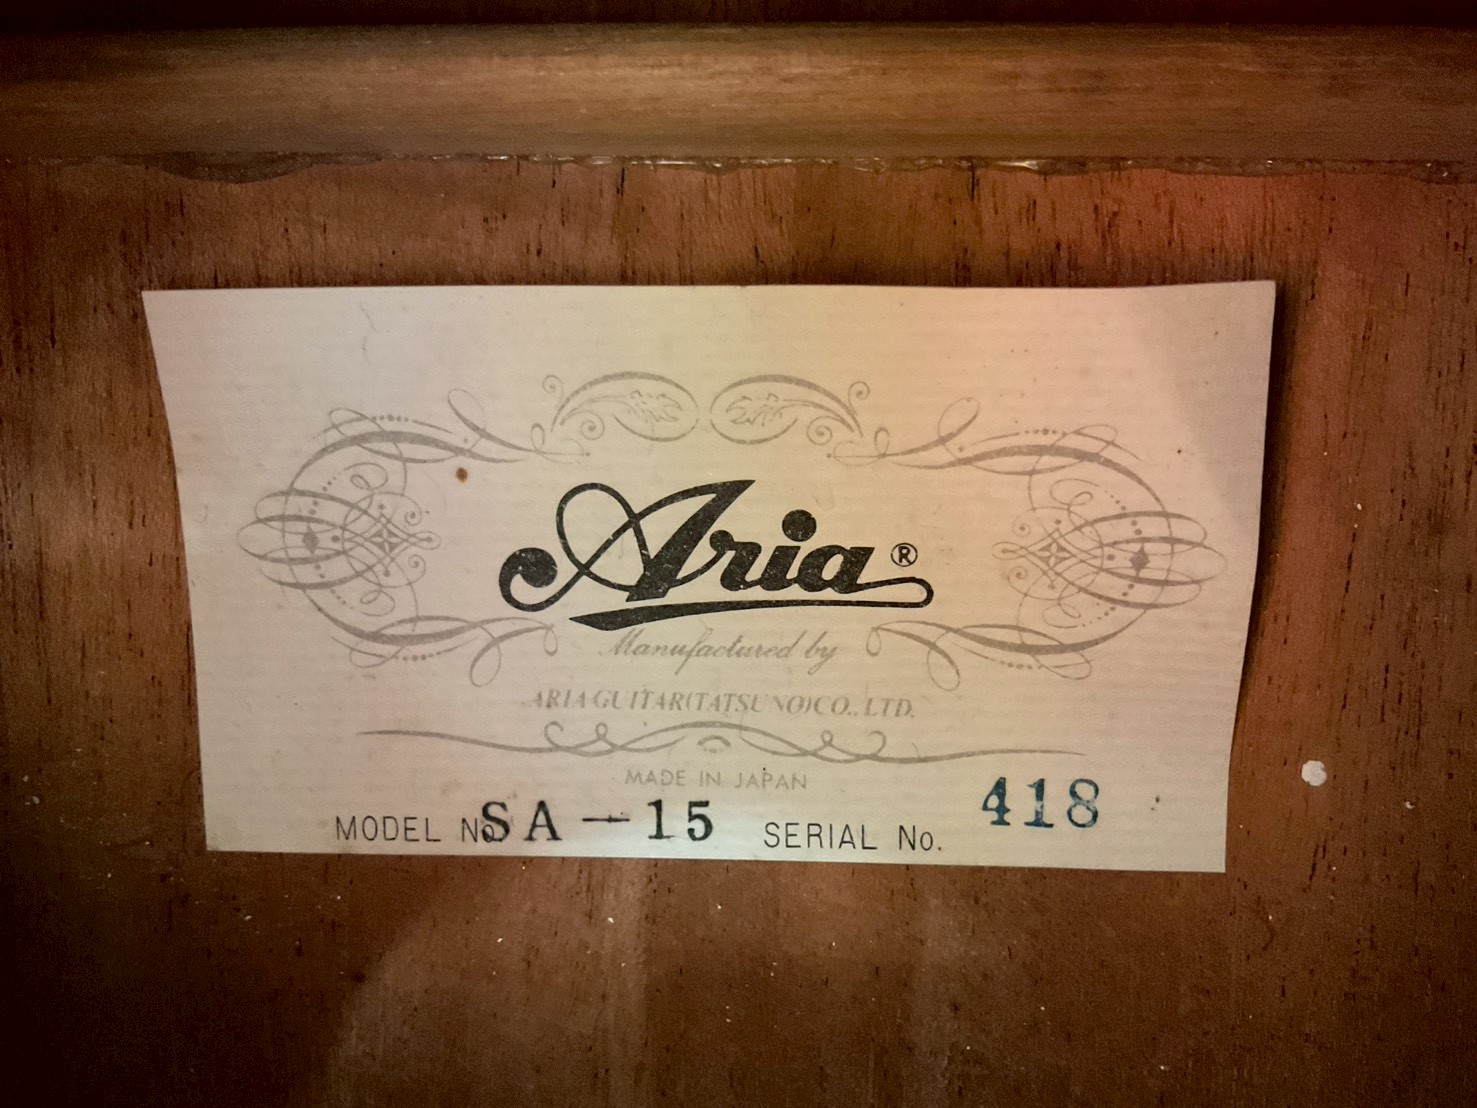 Aria®
Manufactured by
ARIA GUITAR(TATSUNO)CO., LTD.
MADE IN JAPAN
MODEL No SA-15 SERIAL No. 418